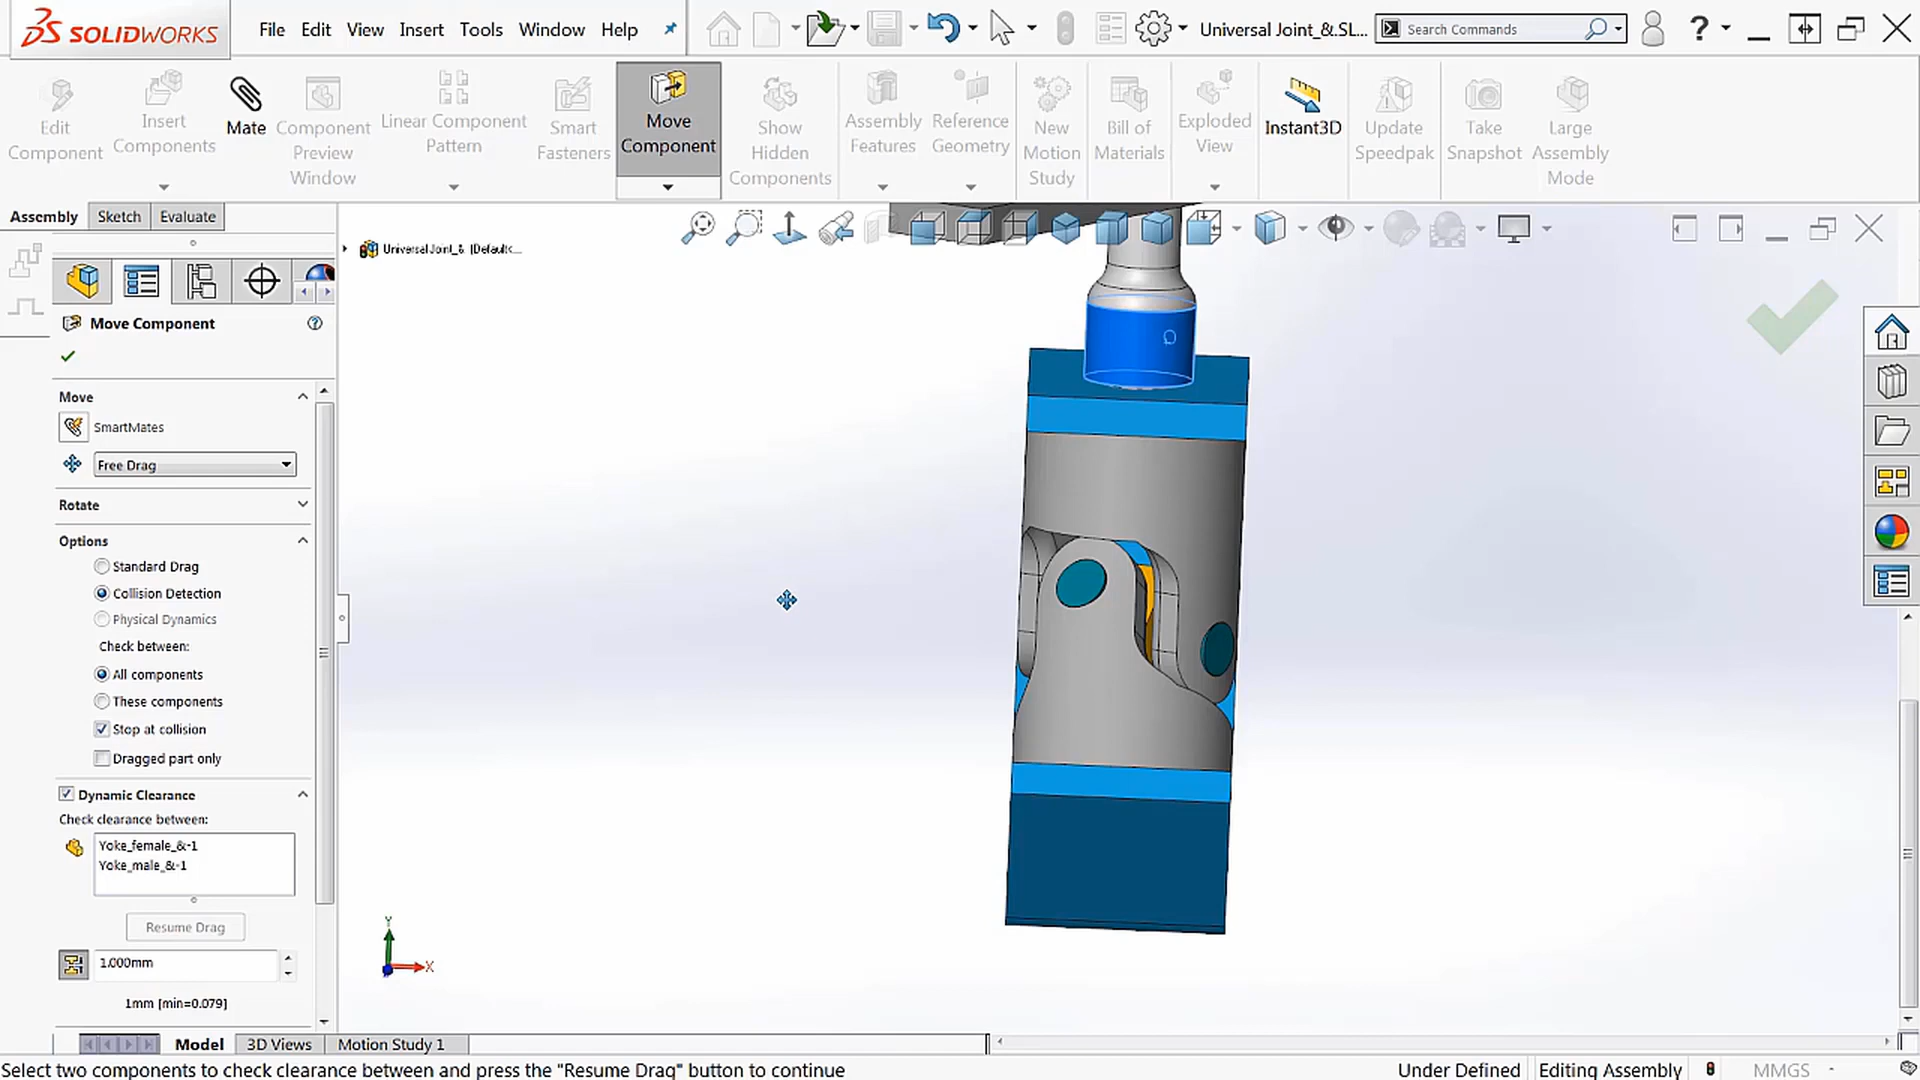 SOLIDWORKS
File Edit View Insert Tools Window Help
Universal Joint_&.SL...
Search Commands
?
Edit Component
Insert Components
Mate
Component Preview Window
Linear Component Pattern
Smart Fasteners
Move Component
Show Hidden Components
Assembly Features
Reference Geometry
New Motion Study
Bill of Materials
Exploded View
Instant3D
Update Speedpak
Take Snapshot
Large Assembly Mode
Assembly Sketch Evaluate
Universal Joint_& (Default<...
Move Component
Move
SmartMates
Free Drag
Rotate
Options
Standard Drag
Collision Detection
Physical Dynamics
Check between:
All components
These components
Stop at collision
Dragged part only
Dynamic Clearance
Check clearance between:
Yoke_female_&-1
Yoke_male_&-1
Resume Drag
1.000mm
1mm [min=0.079]
Y
X
Model 3D Views Motion Study 1
Select two components to check clearance between and press the "Resume Drag" button to continue
Under Defined Editing Assembly MMGS